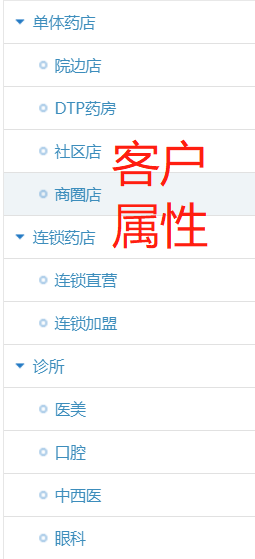 单体药店
院边店
DTP药房
社区店
商圈店
连锁药店
连锁直营
连锁加盟
诊所
医美
口腔
中西医
眼科
客户
属性